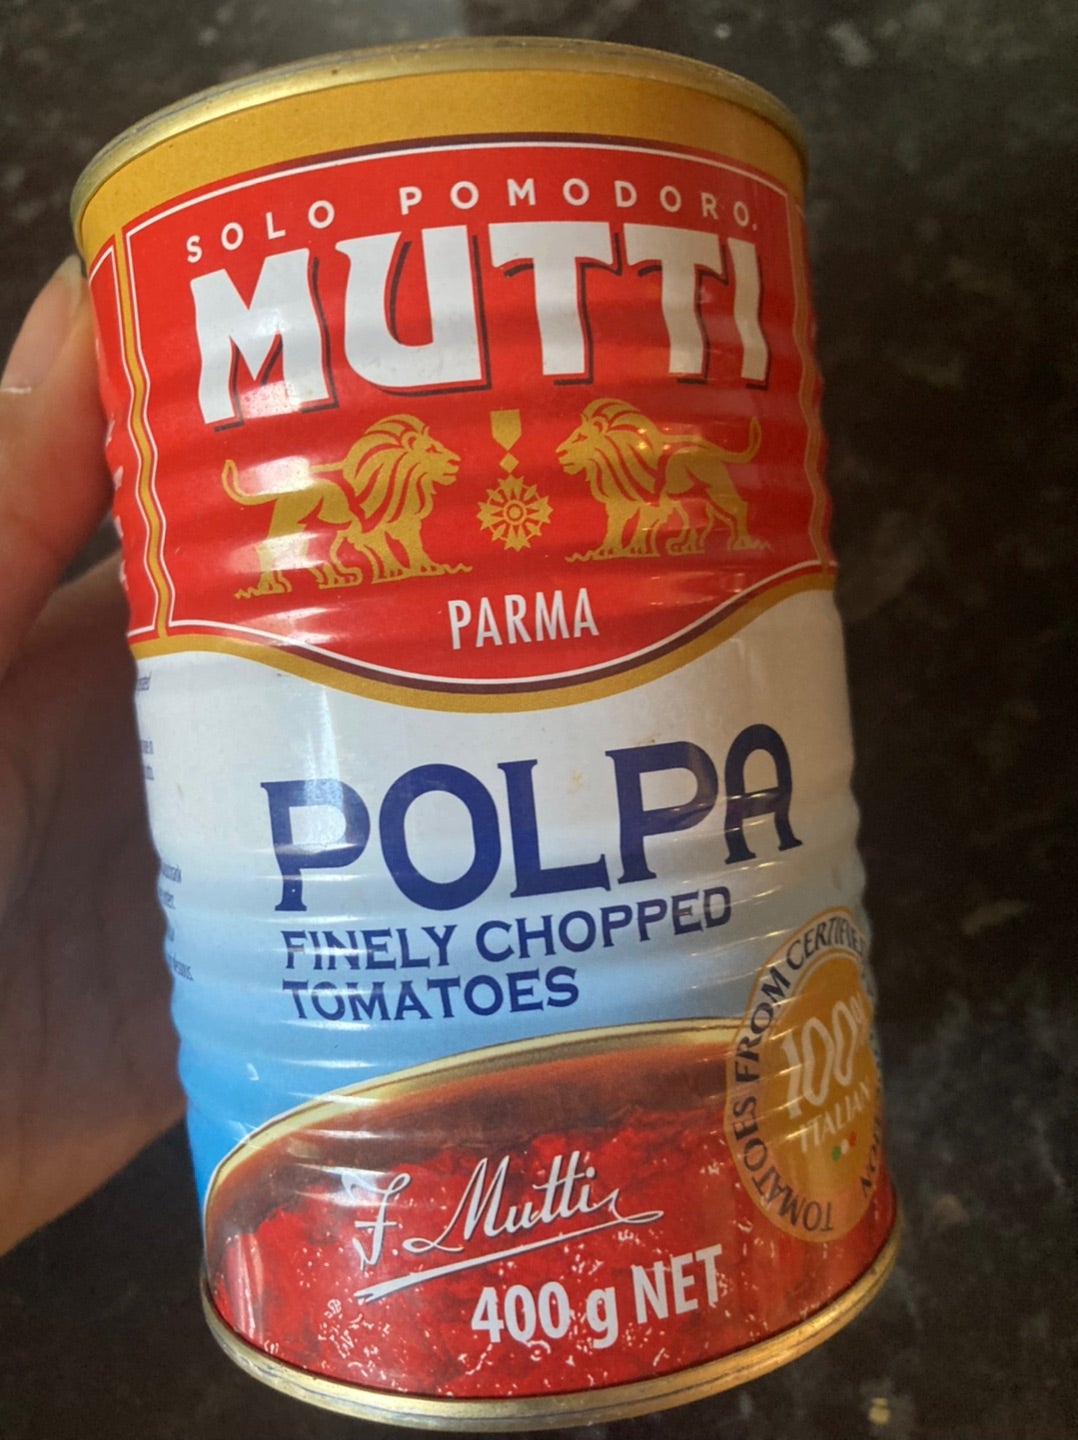 SOLO POMODORO.
MUTTI
PARMA
POLPA
FINELY CHOPPED
TOMATOES
TOMATOES FROM CERTIFIED
100%
ITALIAN
F. Mutti
400 g NET